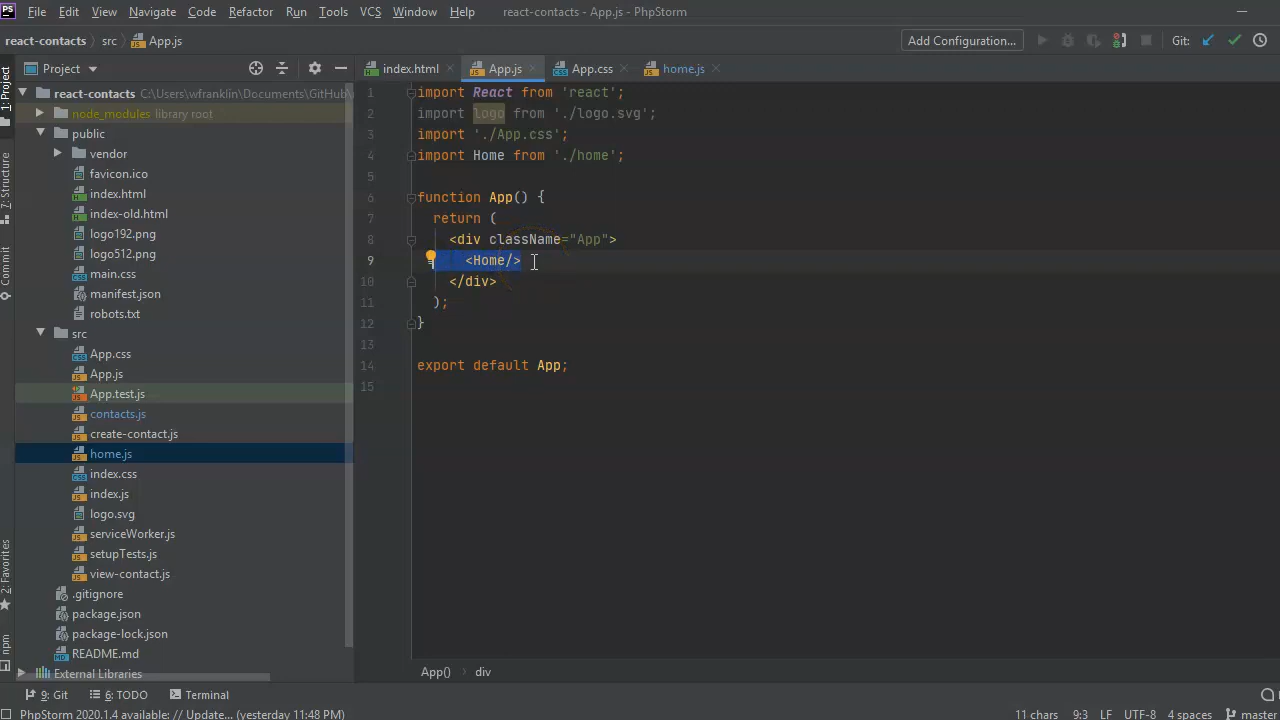 PS File Edit View Navigate Code Refactor Run Tools VCS Window Help react-contacts - App.js - PhpStorm
react-contacts src App.js Add Configuration... Git:
Project index.html App.js App.css home.js
1: Project
7: Structure
Commit
2: Favorites
npm
react-contacts C:\Users\wfranklin\Documents\GitHub\
node_modules library root
public
vendor
favicon.ico
index.html
index-old.html
logo192.png
logo512.png
main.css
manifest.json
robots.txt
src
App.css
App.js
App.test.js
contacts.js
create-contact.js
home.js
index.css
index.js
logo.svg
serviceWorker.js
setupTests.js
view-contact.js
.gitignore
package.json
package-lock.json
README.md
External Libraries
1 import React from 'react';
2 import logo from './logo.svg';
3 import './App.css';
4 import Home from './home';
5
6 function App() {
7 return (
8 <div className="App">
9 <Home/>
10 </div>
11 );
12 }
13
14 export default App;
15
App() div
9: Git 6: TODO Terminal
PhpStorm 2020.1.4 available: // Update... (yesterday 11:48 PM) 11 chars 9:3 LF UTF-8 4 spaces master